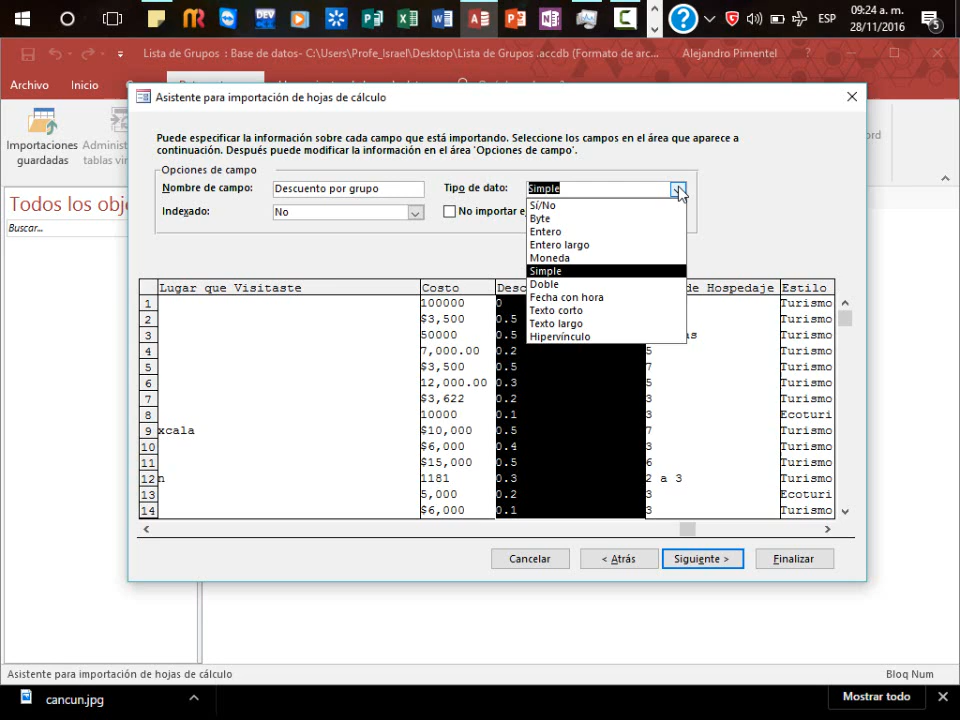 09:24 a. m.
ESP
28/11/2016
5
Lista de Grupos : Base de datos- C:\Users\Profe_Israel\Desktop\Lista de Grupos .accdb (Formato de arc...
Alejandro Pimentel
Archivo
Inicio
Asistente para importación de hojas de cálculo
Importaciones guardadas
Puede especificar la información sobre cada campo que está importando. Seleccione los campos en el área que aparece a
continuación. Después puede modificar la información en el área 'Opciones de campo'.
Opciones de campo
Nombre de campo: Descuento por grupo Tipo de dato: Simple
Indexado: No No importar e
Sí/No
Byte
Entero
Entero largo
Moneda
Simple
Doble
Fecha con hora
Texto corto
Texto largo
Hipervínculo
Todos los obj
Buscar...
Lugar que Visitaste Costo Desc de Hospedaje Estilo
1 100000 0 Turismo
2 $3,500 0.5 Turismo
3 50000 0.5 as Turismo
4 7,000.00 0.2 5 Turismo
5 $3,500 0.5 7 Turismo
6 12,000.00 0.3 5 Turismo
7 $3,622 0.2 3 Turismo
8 10000 0.1 3 Ecoturi
9 xcala $10,000 0.5 7 Turismo
10 $6,000 0.4 3 Turismo
11 $15,000 0.5 6 Turismo
12 n 1181 0.3 2 a 3 Turismo
13 5,000 0.2 3 Ecoturi
14 $6,000 0.1 3 Turismo
Cancelar < Atrás Siguiente > Finalizar
Asistente para importación de hojas de cálculo
Bloq Num
cancun.jpg
Mostrar todo